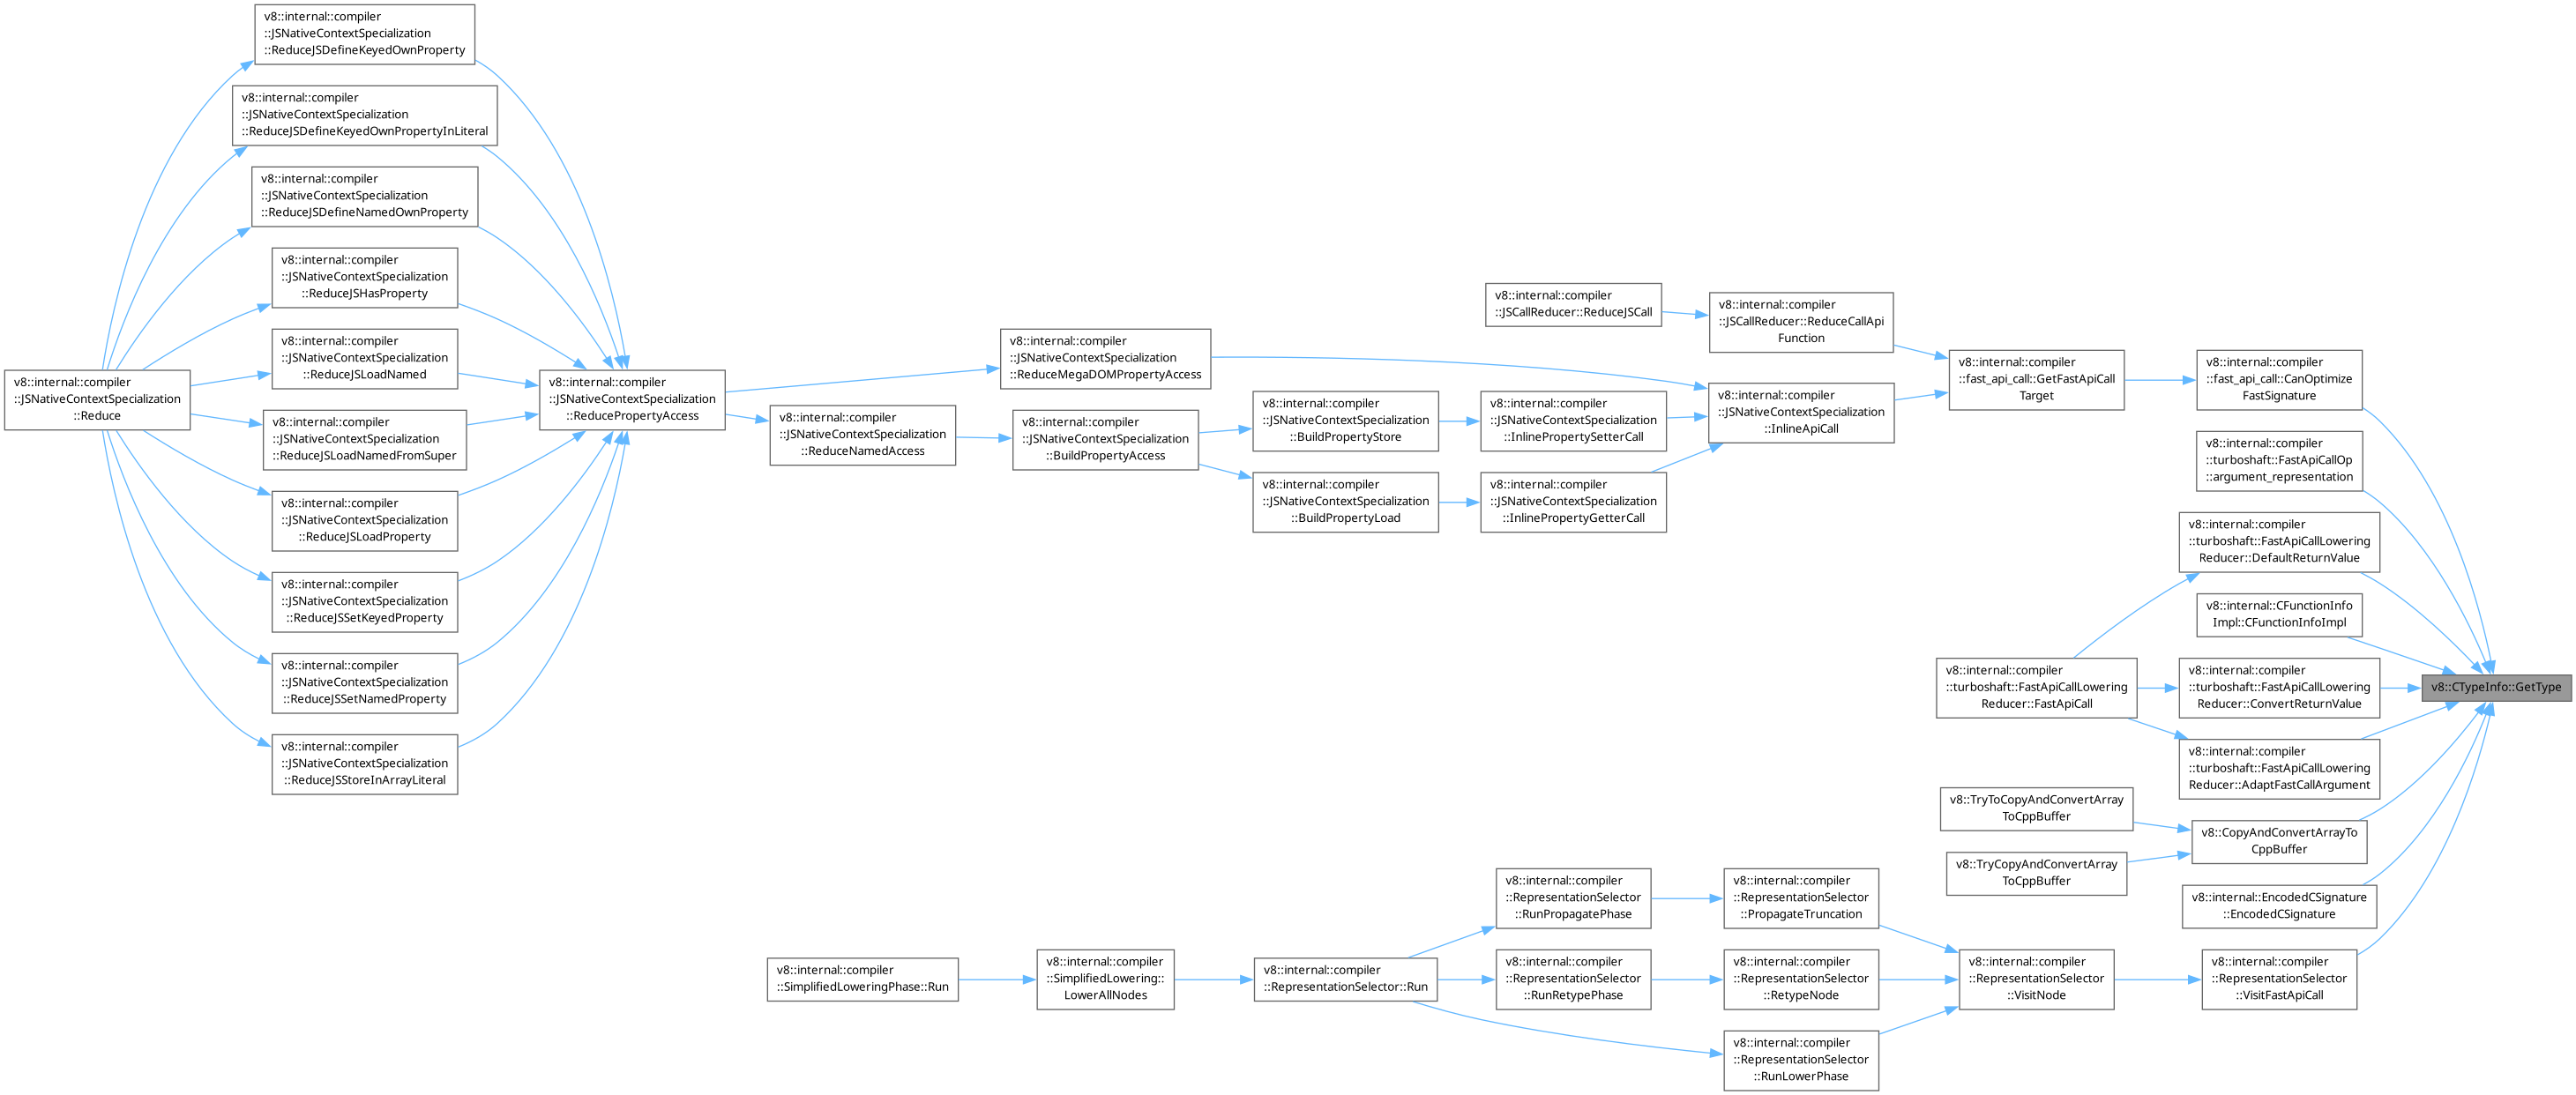 v8::internal::compiler
::JSNativeContextSpecialization
::Reduce
v8::internal::compiler
::JSNativeContextSpecialization
::ReduceJSDefineKeyedOwnProperty
v8::internal::compiler
::JSNativeContextSpecialization
::ReduceJSDefineKeyedOwnPropertyInLiteral
v8::internal::compiler
::JSNativeContextSpecialization
::ReduceJSDefineNamedOwnProperty
v8::internal::compiler
::JSNativeContextSpecialization
::ReduceJSHasProperty
v8::internal::compiler
::JSNativeContextSpecialization
::ReduceJSLoadNamed
v8::internal::compiler
::JSNativeContextSpecialization
::ReduceJSLoadNamedFromSuper
v8::internal::compiler
::JSNativeContextSpecialization
::ReduceJSLoadProperty
v8::internal::compiler
::JSNativeContextSpecialization
::ReduceJSSetKeyedProperty
v8::internal::compiler
::JSNativeContextSpecialization
::ReduceJSSetNamedProperty
v8::internal::compiler
::JSNativeContextSpecialization
::ReduceJSStoreInArrayLiteral
v8::internal::compiler
::JSNativeContextSpecialization
::ReducePropertyAccess
v8::internal::compiler
::JSNativeContextSpecialization
::ReduceMegaDOMPropertyAccess
v8::internal::compiler
::JSNativeContextSpecialization
::ReduceNamedAccess
v8::internal::compiler
::JSNativeContextSpecialization
::BuildPropertyAccess
v8::internal::compiler
::JSNativeContextSpecialization
::BuildPropertyStore
v8::internal::compiler
::JSNativeContextSpecialization
::BuildPropertyLoad
v8::internal::compiler
::JSCallReducer::ReduceJSCall
v8::internal::compiler
::JSNativeContextSpecialization
::InlinePropertySetterCall
v8::internal::compiler
::JSNativeContextSpecialization
::InlinePropertyGetterCall
v8::internal::compiler
::JSCallReducer::ReduceCallApi
Function
v8::internal::compiler
::JSNativeContextSpecialization
::InlineApiCall
v8::internal::compiler
::fast_api_call::GetFastApiCall
Target
v8::internal::compiler
::fast_api_call::CanOptimize
FastSignature
v8::internal::compiler
::turboshaft::FastApiCallOp
::argument_representation
v8::internal::compiler
::turboshaft::FastApiCallLowering
Reducer::DefaultReturnValue
v8::internal::CFunctionInfo
Impl::CFunctionInfoImpl
v8::internal::compiler
::turboshaft::FastApiCallLowering
Reducer::FastApiCall
v8::internal::compiler
::turboshaft::FastApiCallLowering
Reducer::ConvertReturnValue
v8::CTypeInfo::GetType
v8::internal::compiler
::turboshaft::FastApiCallLowering
Reducer::AdaptFastCallArgument
v8::TryToCopyAndConvertArray
ToCppBuffer
v8::TryCopyAndConvertArray
ToCppBuffer
v8::CopyAndConvertArrayTo
CppBuffer
v8::internal::EncodedCSignature
::EncodedCSignature
v8::internal::compiler
::SimplifiedLoweringPhase::Run
v8::internal::compiler
::SimplifiedLowering::
LowerAllNodes
v8::internal::compiler
::RepresentationSelector::Run
v8::internal::compiler
::RepresentationSelector
::RunPropagatePhase
v8::internal::compiler
::RepresentationSelector
::RunRetypePhase
v8::internal::compiler
::RepresentationSelector
::PropagateTruncation
v8::internal::compiler
::RepresentationSelector
::RetypeNode
v8::internal::compiler
::RepresentationSelector
::RunLowerPhase
v8::internal::compiler
::RepresentationSelector
::VisitNode
v8::internal::compiler
::RepresentationSelector
::VisitFastApiCall